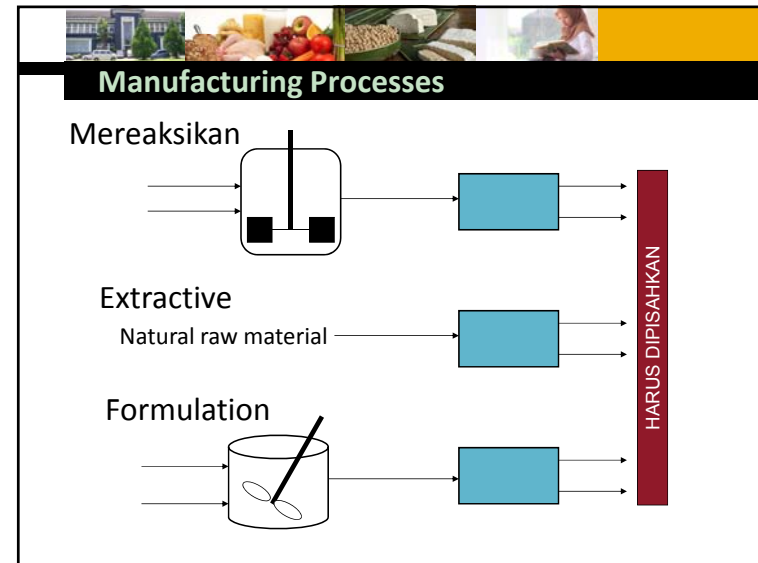 Manufacturing Processes
Mereaksikan
Extractive
Natural raw material
Formulation
HARUS DIPISAHKAN